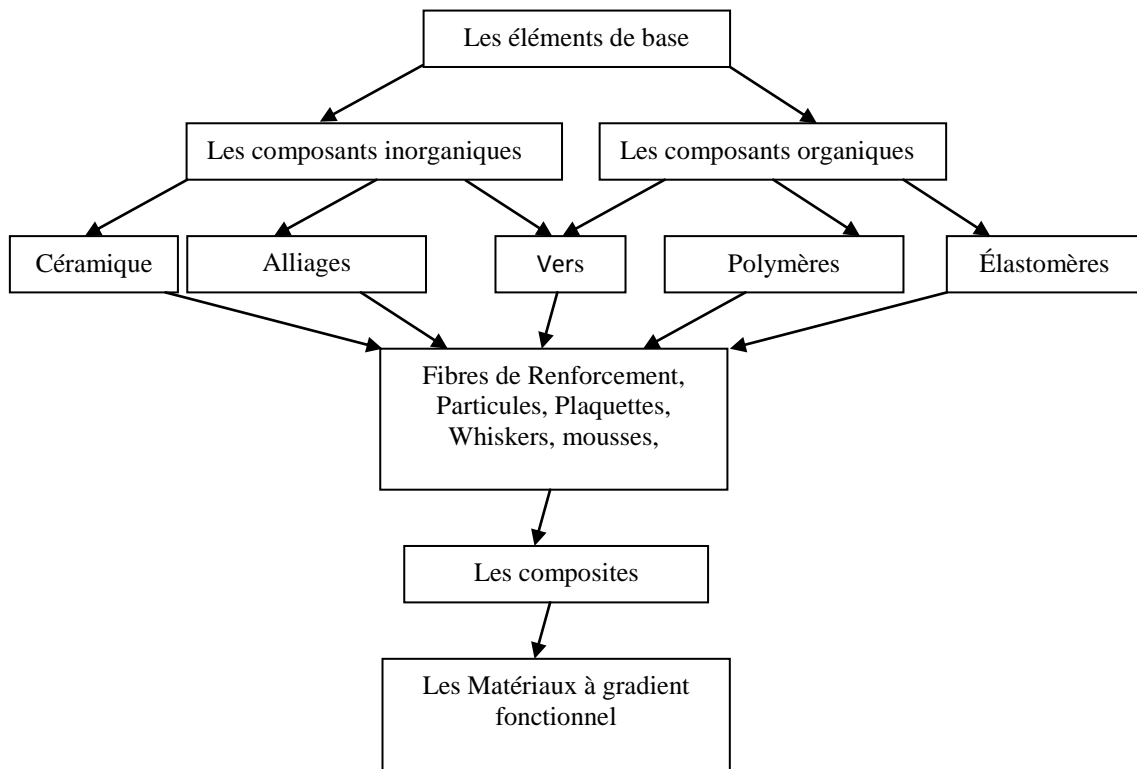 Les éléments de base
Les composants inorganiques
Les composants organiques
Céramique
Alliages
Vers
Polymères
Élastomères
Fibres de Renforcement,
Particules, Plaquettes,
Whiskers, mousses,
Les composites
Les Matériaux à gradient
fonctionnel